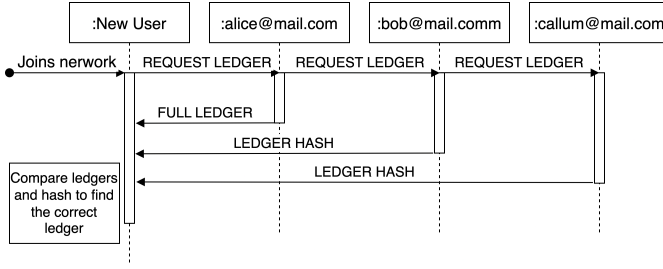 :New User
:alice@mail.com
:bob@mail.comm
:callum@mail.com
Joins nerwork
REQUEST LEDGER
REQUEST LEDGER
REQUEST LEDGER
FULL LEDGER
LEDGER HASH
LEDGER HASH
Compare ledgers
and hash to find
the correct
ledger